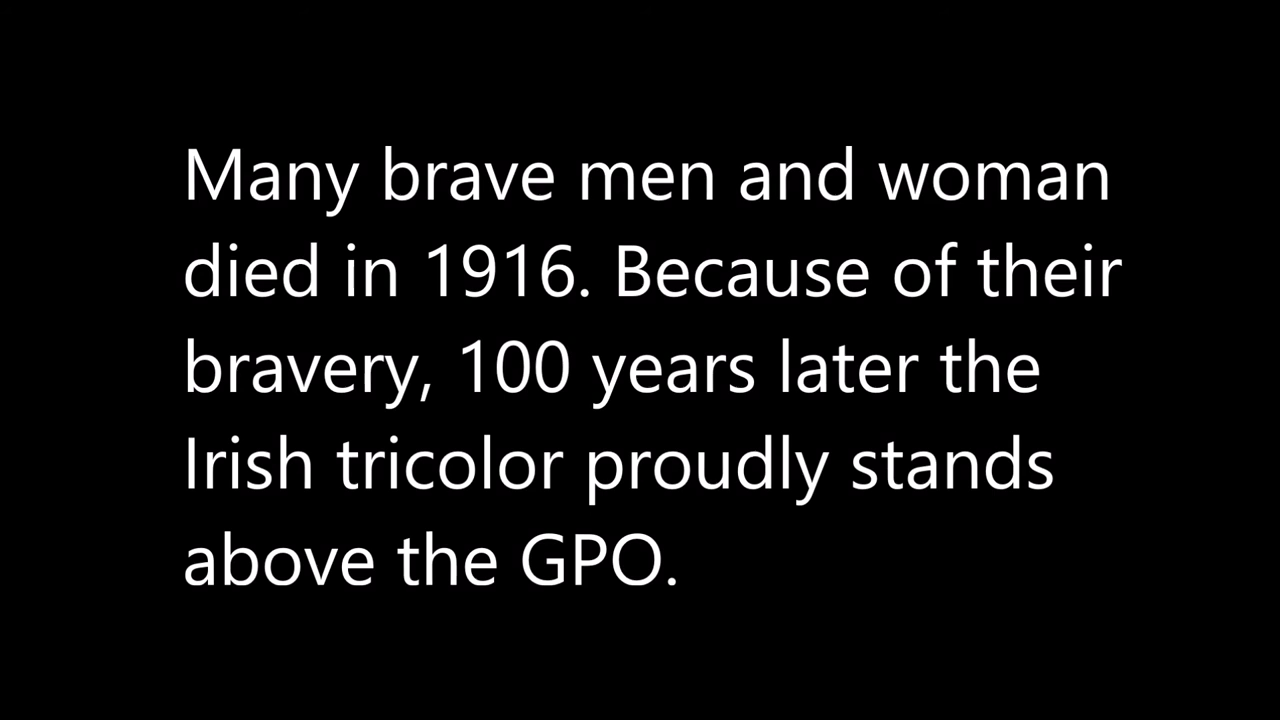 Many brave men and woman
died in 1916. Because of their
bravery, 100 years later the
Irish tricolor proudly stands
above the GPO.